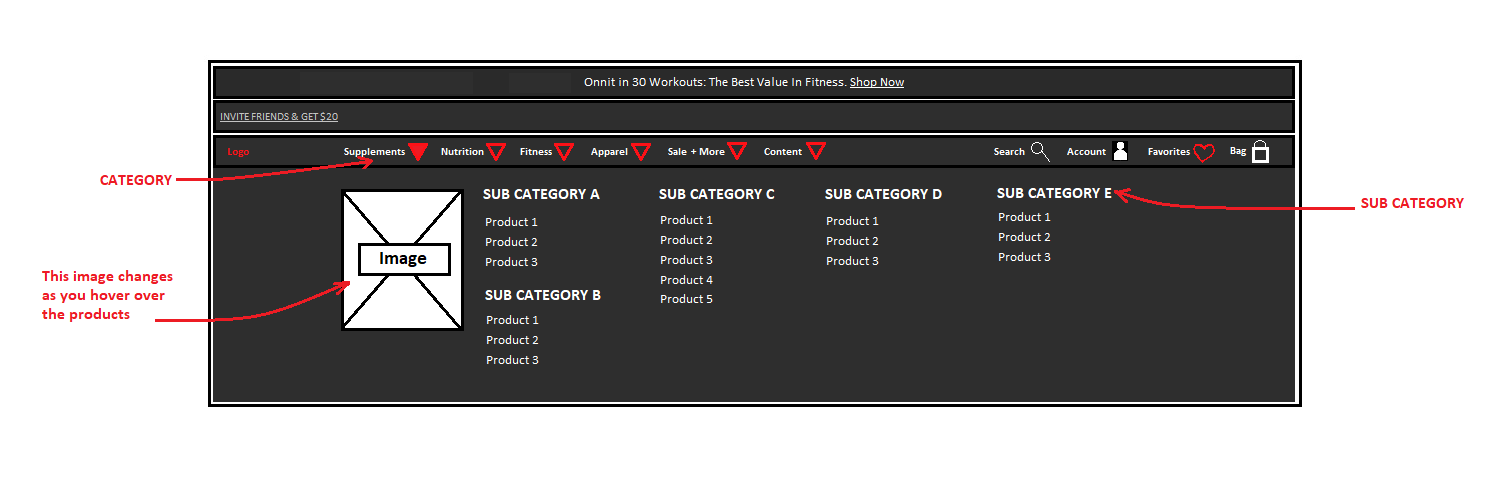 Onnit in 30 Workouts: The Best Value In Fitness. Shop Now
INVITE FRIENDS & GET $20
Logo
Supplements
Nutrition
Fitness
Apparel
Sale + More
Content
Search
Account
Favorites
Bag
CATEGORY
SUB CATEGORY A
Product 1
Product 2
Product 3
SUB CATEGORY B
Product 1
Product 2
Product 3
SUB CATEGORY C
Product 1
Product 2
Product 3
Product 4
Product 5
SUB CATEGORY D
Product 1
Product 2
Product 3
SUB CATEGORY E
Product 1
Product 2
Product 3
SUB CATEGORY
Image
This image changes
as you hover over
the products